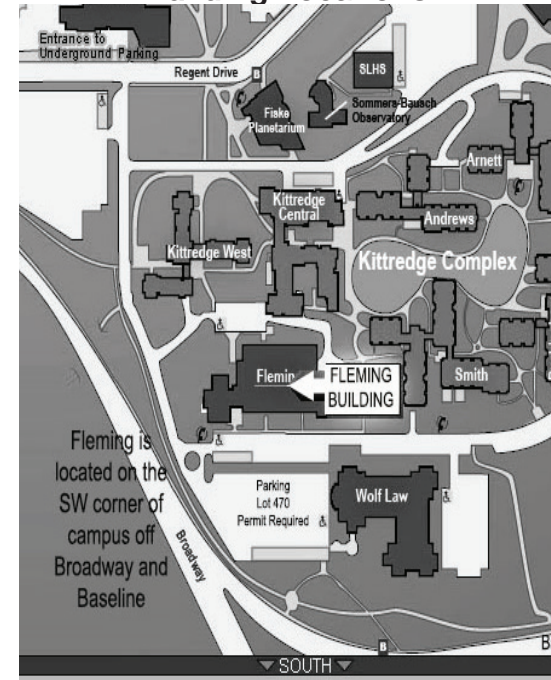 Entrance to
Underground Parking
Regent Drive
B
SLHS
Fiske
Planetarium
Sommers-Bausch
Observatory
Arnett
Kittredge
Central
Andrews
Kittredge West
Kittredge Complex
Fleming
FLEMING
BUILDING
Smith
Fleming is
located on the
SW corner of
campus off
Broadway and
Baseline
Parking
Lot 470
Permit Required
Wolf Law
Broadway
B
B
SOUTH